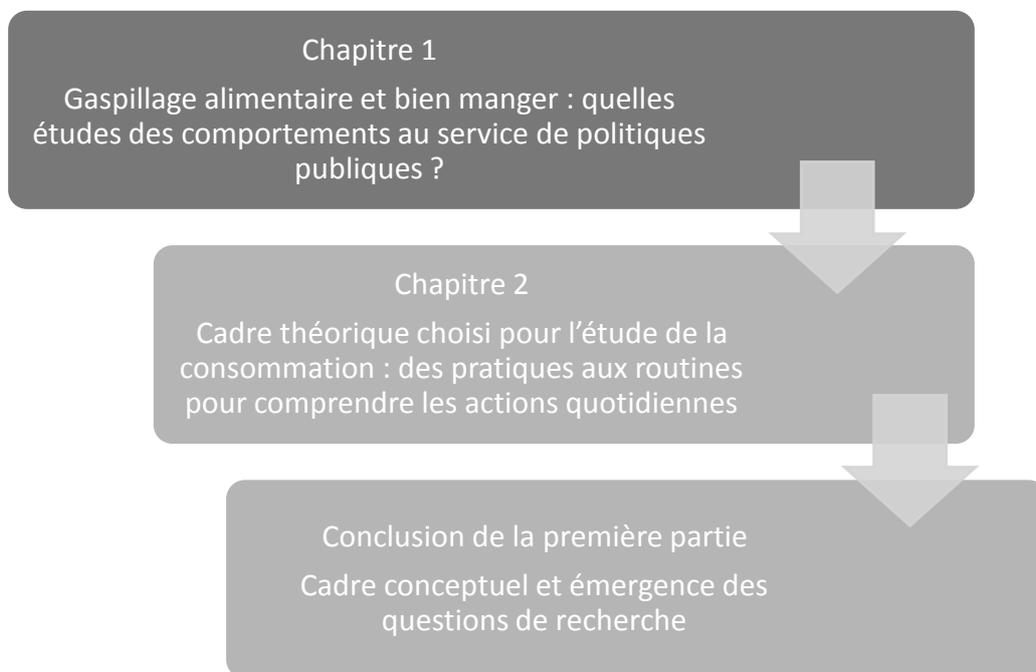 Chapitre 1
Gaspillage alimentaire et bien manger : quelles
études des comportements au service de politiques
publiques ?
Chapitre 2
Cadre théorique choisi pour l’étude de la
consommation : des pratiques aux routines
pour comprendre les actions quotidiennes
Conclusion de la première partie
Cadre conceptuel et émergence des
questions de recherche